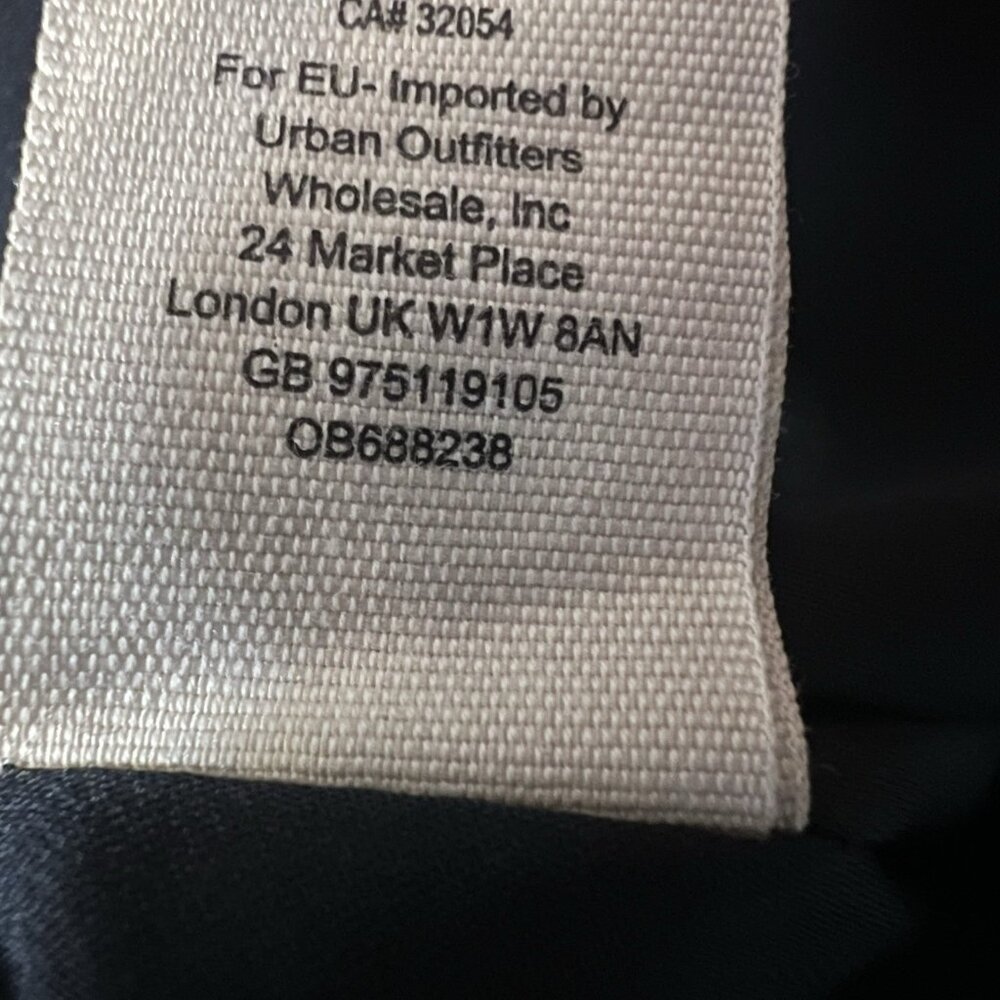 CA# 32054
For EU- Imported by
Urban Outfitters
Wholesale, Inc
24 Market Place
London UK W1W 8AN
GB 975119105
OB688238